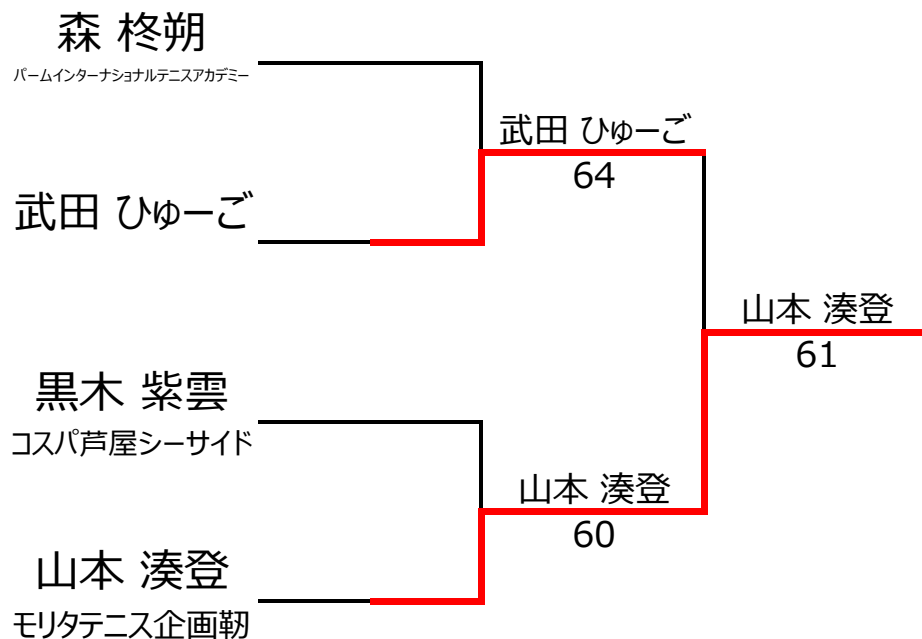 森 柊朔
パームインターナショナルテニスアカデミー
武田 ひゅーご
64
武田 ひゅーご
山本 湊登
61
黒木 紫雲
コスパ芦屋シーサイド
山本 湊登
60
山本 湊登
モリタテニス企画靭